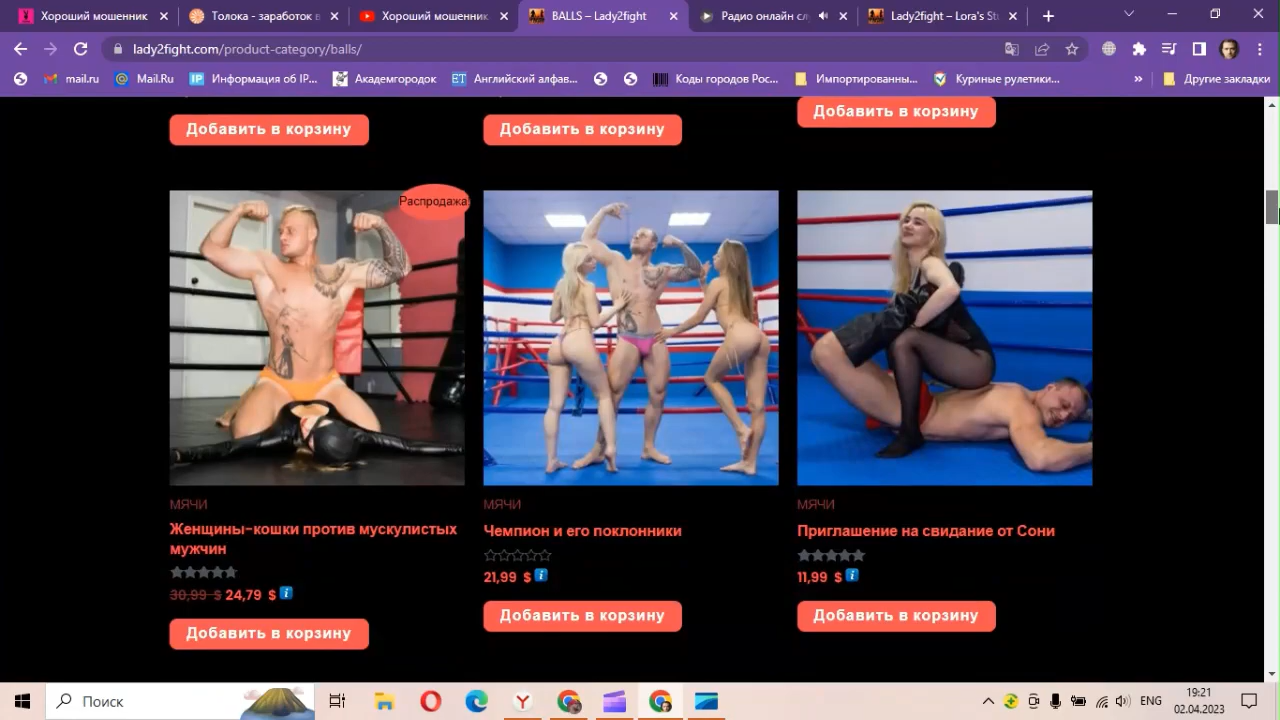 Хороший мошенник
Толока - заработок в
Хороший мошенник
BALLS – Lady2fight
Радио онлайн сл
Lady2fight – Lora's St
lady2fight.com/product-category/balls/
mail.ru
Mail.Ru
Информация об IP...
Академгородок
Английский алфав...
Коды городов Рос...
Импортированны...
Куриные рулетики...
»
Другие закладки
Добавить в корзину
Добавить в корзину
Добавить в корзину
Распродажа!
МЯЧИ
Женщины-кошки против мускулистых
мужчин
30,99 $ 24,79 $
Добавить в корзину
МЯЧИ
Чемпион и его поклонники
21,99 $
Добавить в корзину
МЯЧИ
Приглашение на свидание от Сони
11,99 $
Добавить в корзину
Поиск
ENG
19:21
02.04.2023